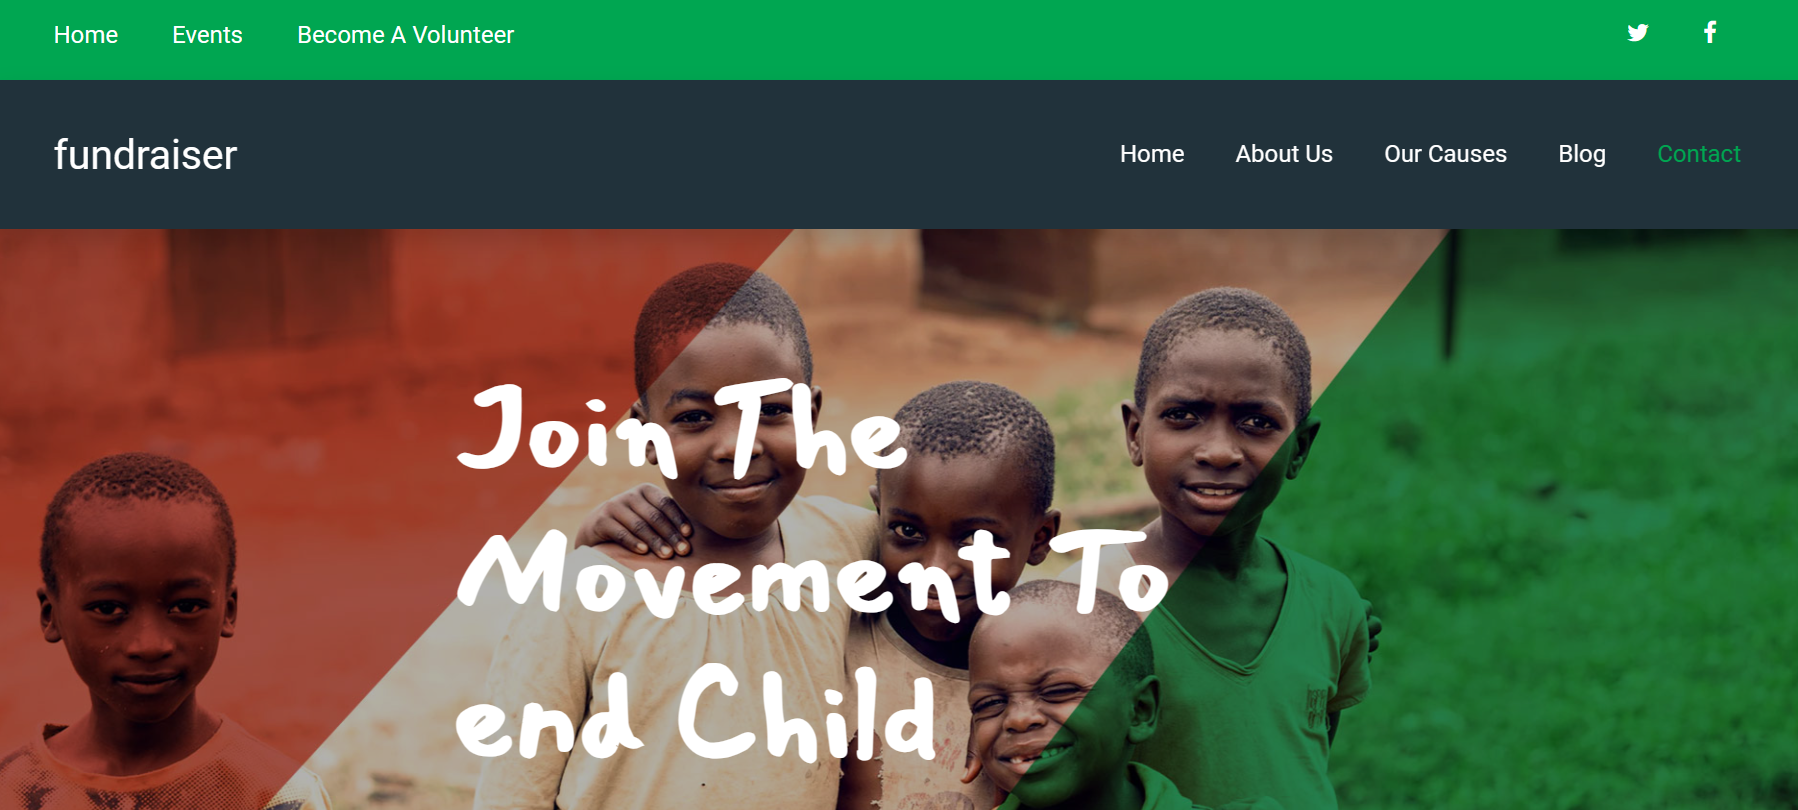 Home Events Become A Volunteer
fundraiser Home About Us Our Causes Blog Contact
Join The
Movement To
end Child